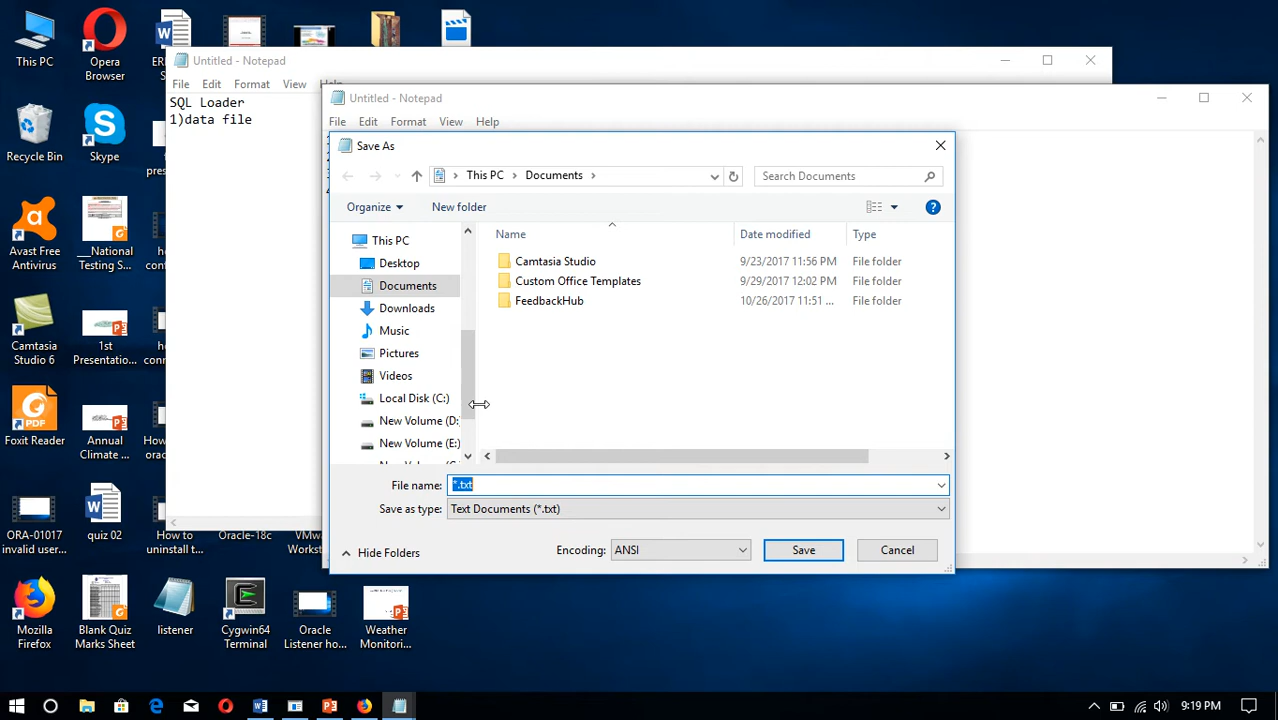 This PC
Opera
Browser
Recycle Bin
Skype
Avast Free
Antivirus
__National
Testing S...
Camtasia
Studio 6
1st
Presentatio...
Foxit Reader
Annual
Climate ...
ORA-01017
invalid user...
quiz 02
How to
uninstall t...
Oracle-18c
Mozilla
Firefox
Blank Quiz
Marks Sheet
listener
Cygwin64
Terminal
Oracle
Listener ho...
Weather
Monitori...
Untitled - Notepad
File Edit Format View Help
SQL Loader
1)data file
Untitled - Notepad
File Edit Format View Help
Save As
This PC > Documents >
Search Documents
Organize
New folder
This PC
Desktop
Documents
Downloads
Music
Pictures
Videos
Local Disk (C:)
New Volume (D:
New Volume (E:)
Name Date modified Type
Camtasia Studio 9/23/2017 11:56 PM File folder
Custom Office Templates 9/29/2017 12:02 PM File folder
FeedbackHub 10/26/2017 11:51 ... File folder
File name: *.txt
Save as type: Text Documents (*.txt)
Hide Folders
Encoding: ANSI
Save
Cancel
9:19 PM